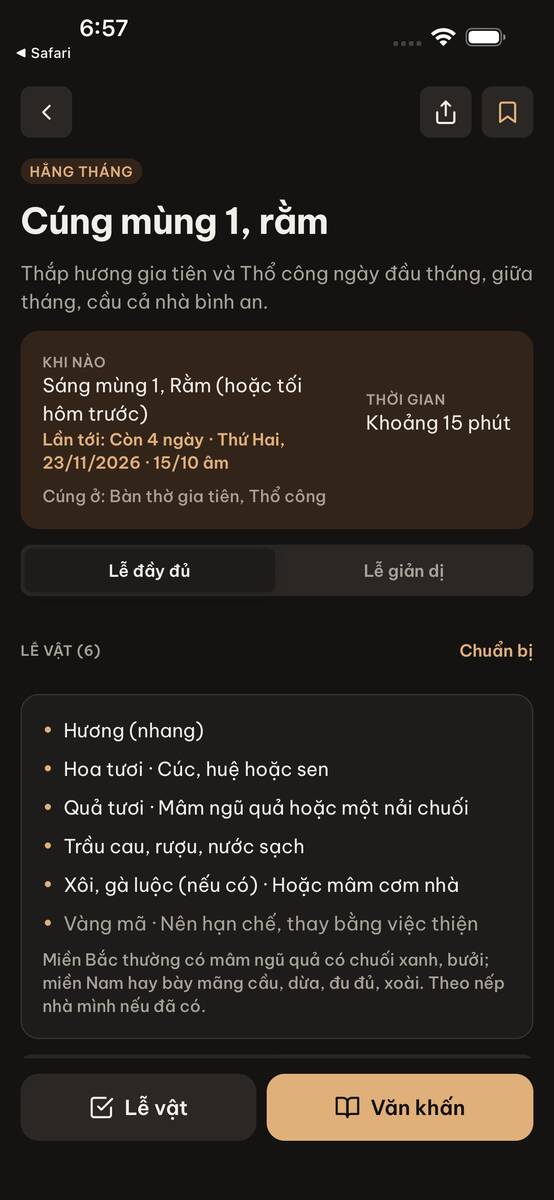 6:57
◀ Safari
HẰNG THÁNG
Cúng mùng 1, rằm
Thắp hương gia tiên và Thổ công ngày đầu tháng, giữa
tháng, cầu cả nhà bình an.
KHI NÀO
Sáng mùng 1, Rằm (hoặc tối
hôm trước)
Lần tới: Còn 4 ngày · Thứ Hai,
23/11/2026 · 15/10 âm
Cúng ở: Bàn thờ gia tiên, Thổ công
THỜI GIAN
Khoảng 15 phút
Lễ đầy đủ
Lễ giản dị
LỄ VẬT (6)
Chuẩn bị
• Hương (nhang)
• Hoa tươi · Cúc, huệ hoặc sen
• Quả tươi · Mâm ngũ quả hoặc một nải chuối
• Trầu cau, rượu, nước sạch
• Xôi, gà luộc (nếu có) · Hoặc mâm cơm nhà
• Vàng mã · Nên hạn chế, thay bằng việc thiện
Miền Bắc thường có mâm ngũ quả có chuối xanh, bưởi;
miền Nam hay bày mãng cầu, dừa, đu đủ, xoài. Theo nếp
nhà mình nếu đã có.
Lễ vật
Văn khấn